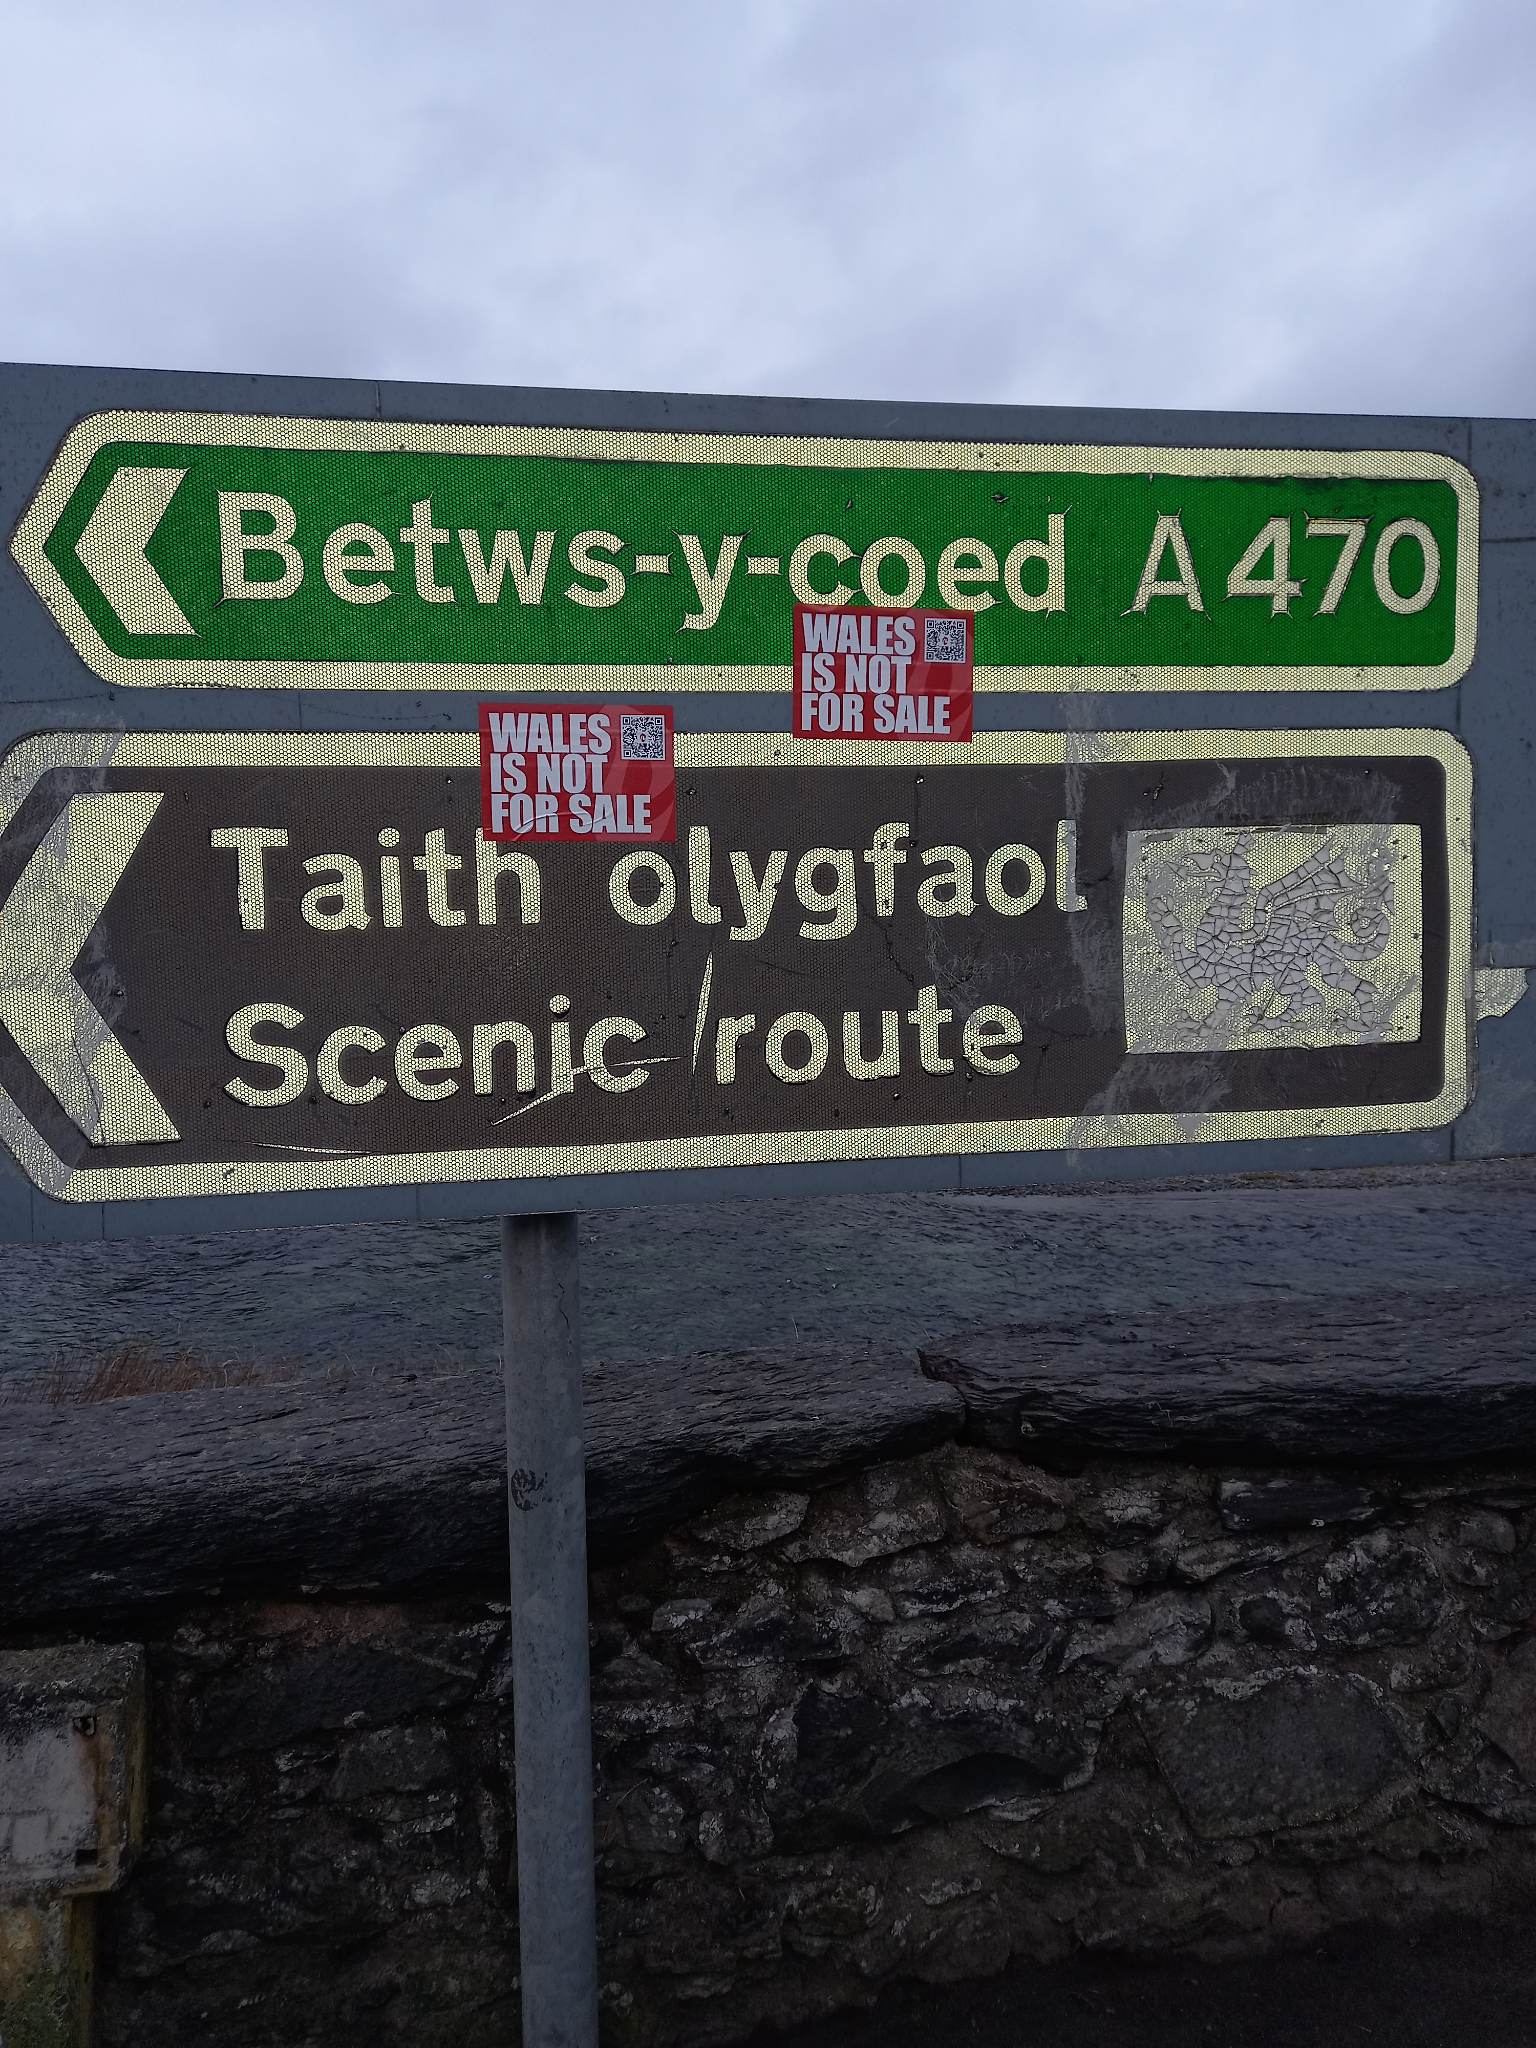 Betws-y-coed A470
WALES
IS NOT
FOR SALE
WALES
IS NOT
FOR SALE
Taith olygfaol
Scenic route